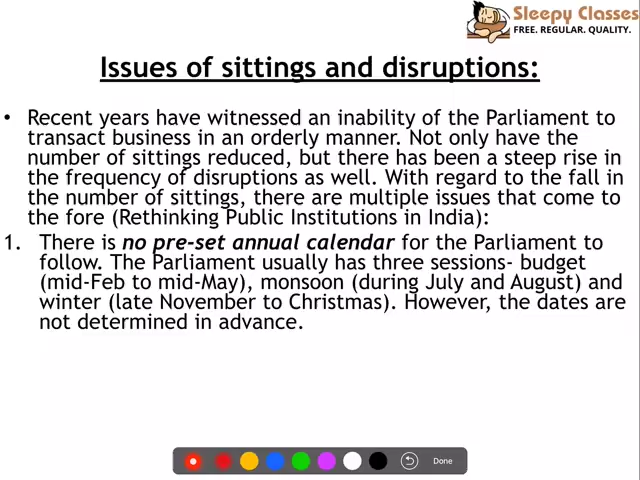 Sleepy Classes
FREE. REGULAR. QUALITY.
Issues of sittings and disruptions:
• Recent years have witnessed an inability of the Parliament to
transact business in an orderly manner. Not only have the
number of sittings reduced, but there has been a steep rise in
the frequency of disruptions as well. With regard to the fall in
the number of sittings, there are multiple issues that come to
the fore (Rethinking Public Institutions in India):
1. There is no pre-set annual calendar for the Parliament to
follow. The Parliament usually has three sessions- budget
(mid-Feb to mid-May), monsoon (during July and August) and
winter (late November to Christmas). However, the dates are
not determined in advance.
Done